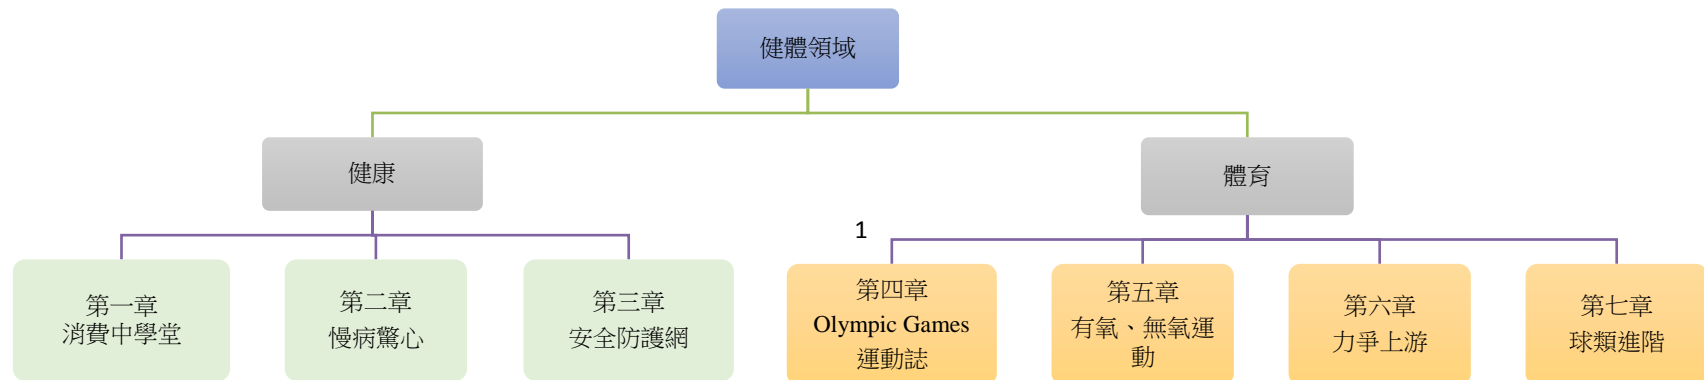 健體領域
健康
體育
1
第一章
消費中學堂
第二章
慢病驚心
第三章
安全防護網
第四章
Olympic Games
運動誌
第五章
有氧、無氧運
動
第六章
力爭上游
第七章
球類進階